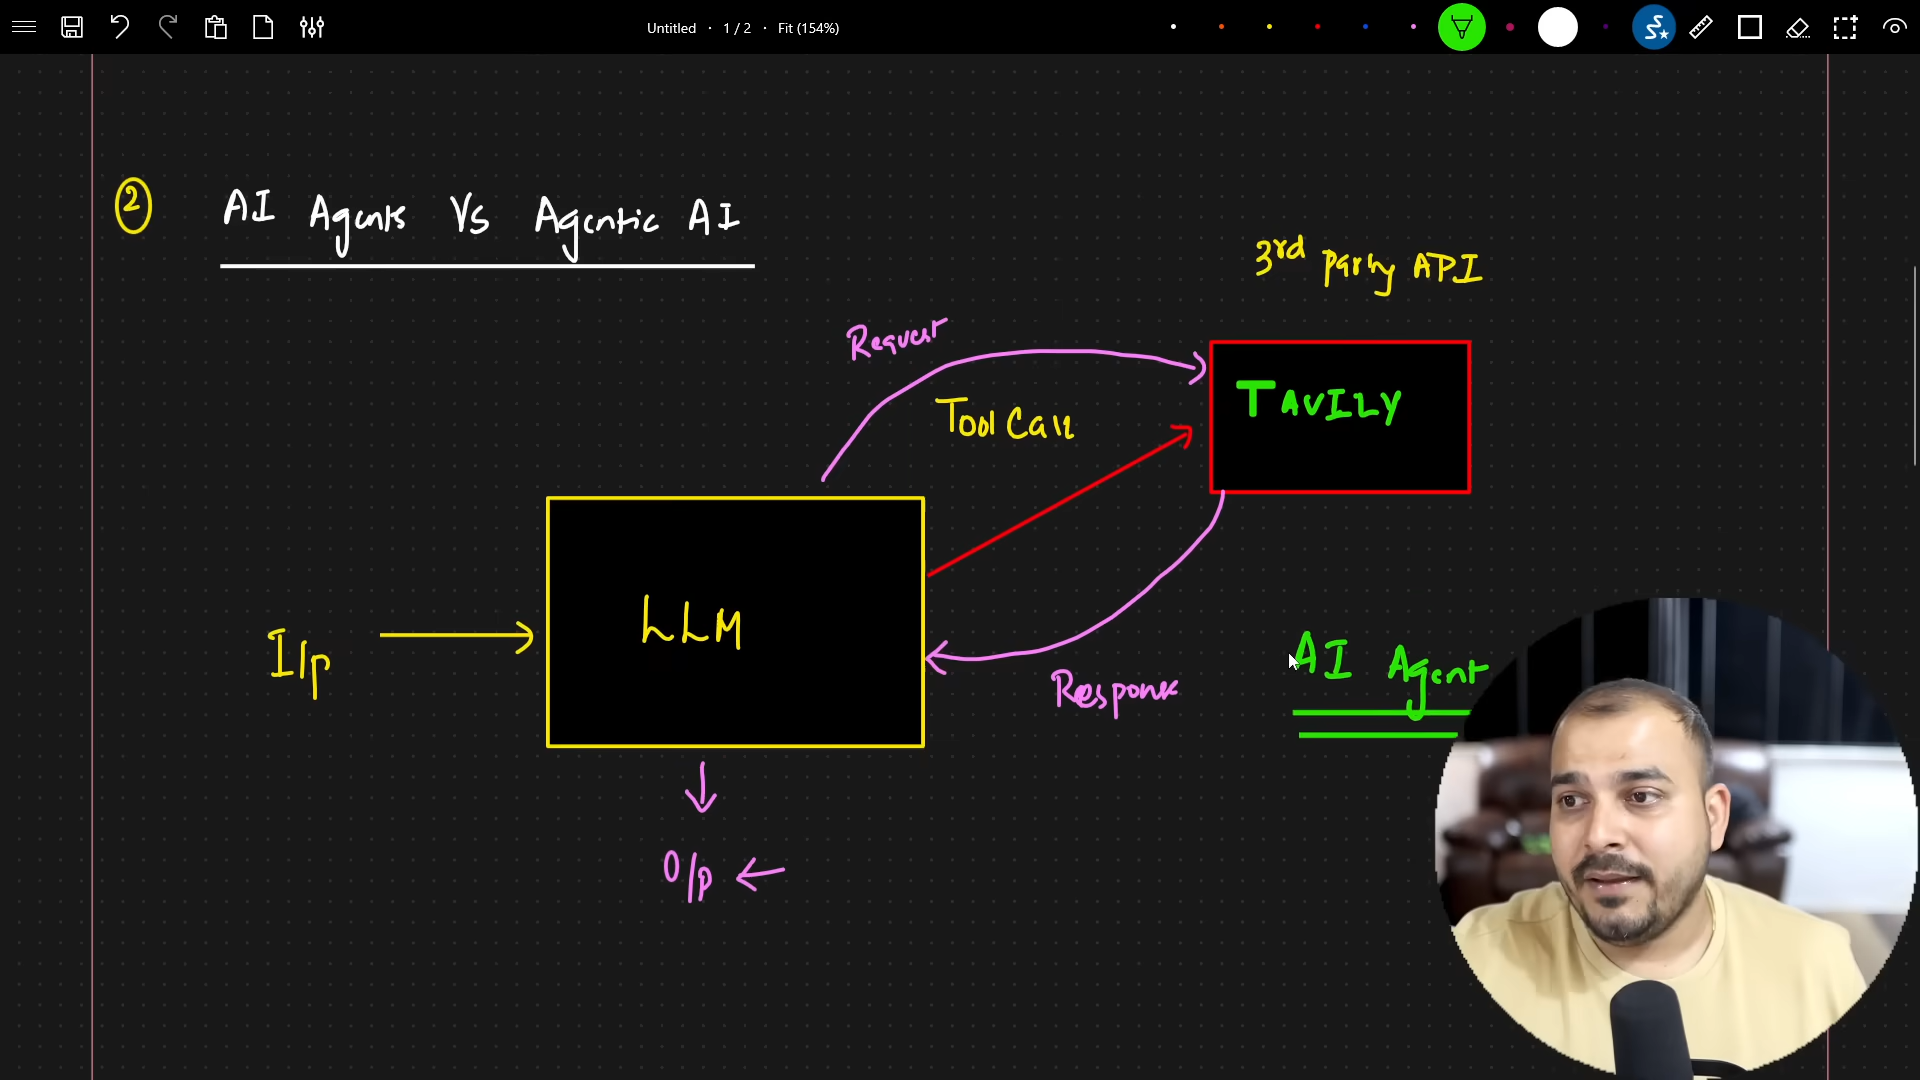 Untitled · 1 / 2 · Fit (154%)
2 AI Agents Vs Agentic AI
3rd Party API
Request
TAVILY
Tool Call
LLM
I/p
AI Agent
Response
O/p